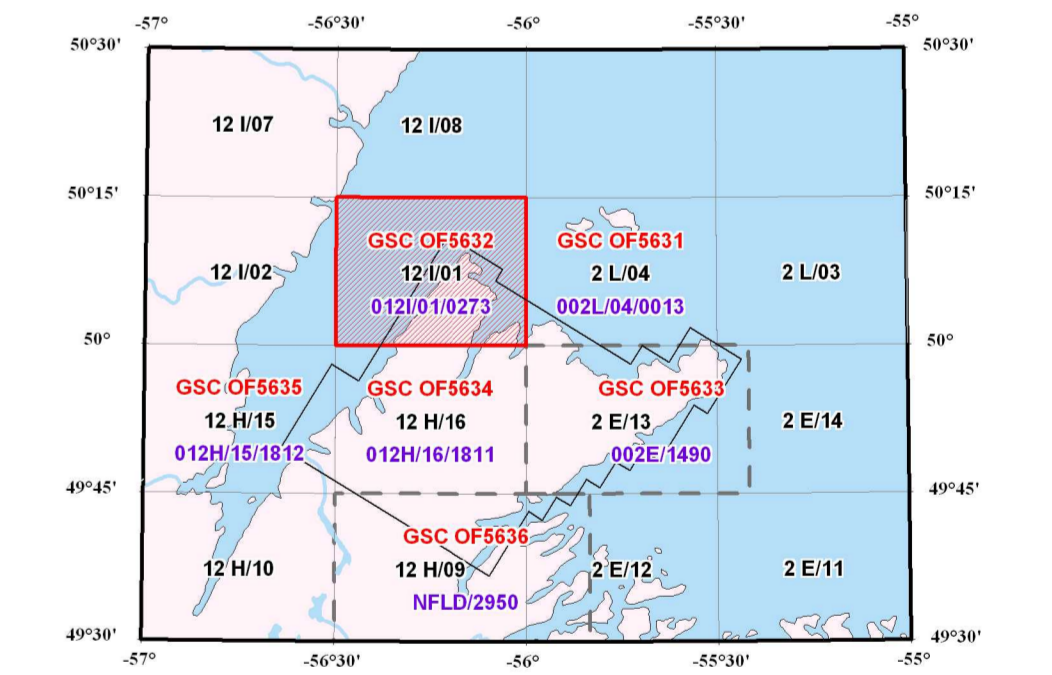 -57° -56°30' -56° -55°30' -55°
50°30' 50°30'
12 I/07 12 I/08
50°15' 50°15'
GSC OF5632 GSC OF5631
12 I/02 12 I/01 2 L/04 2 L/03
012I/01/0273 002L/04/0013
50° 50°
GSC OF5635 GSC OF5634 GSC OF5633
12 H/15 12 H/16 2 E/13 2 E/14
012H/15/1812 012H/16/1811 002E/1490
49°45' 49°45'
GSC OF5636
12 H/10 12 H/09 2 E/12 2 E/11
NFLD/2950
49°30' 49°30'
-57° -56°30' -56° -55°30' -55°